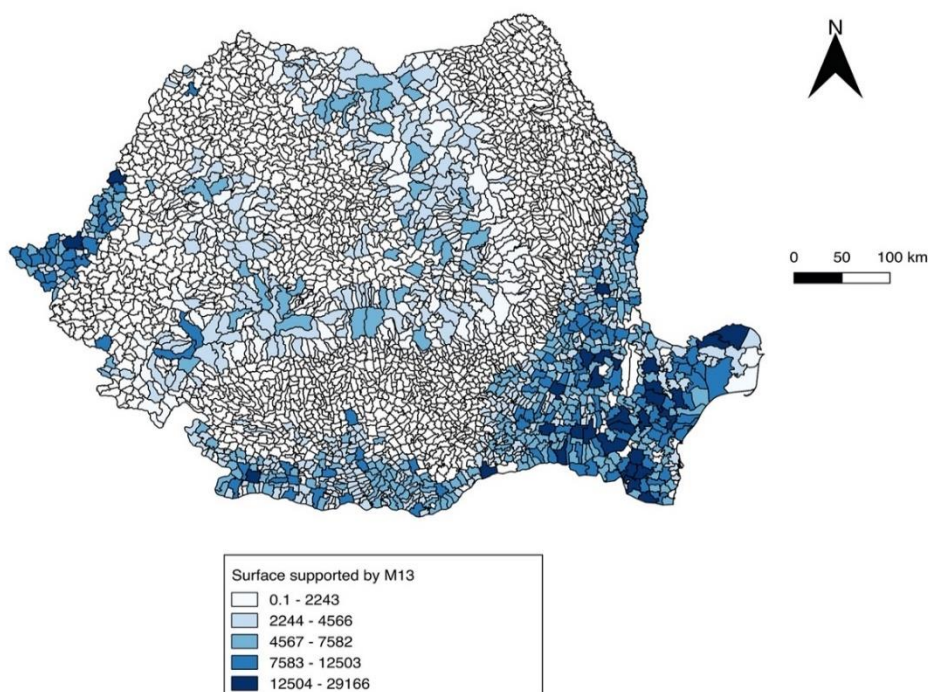 N
0 50 100 km
Surface supported by M13
0.1 - 2243
2244 - 4566
4567 - 7582
7583 - 12503
12504 - 29166